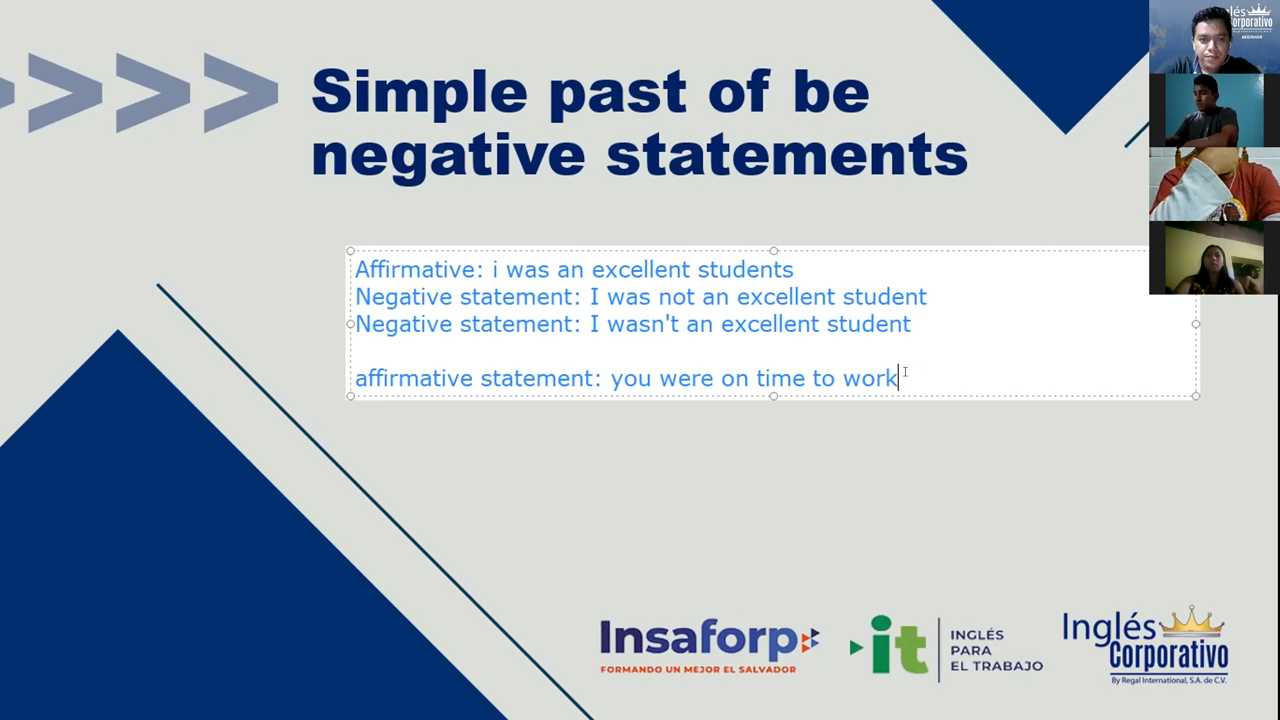 Simple past of be
negative statements
Affirmative: i was an excellent students
Negative statement: I was not an excellent student
Negative statement: I wasn't an excellent student
affirmative statement: you were on time to work
Insaforp
FORMANDO UN MEJOR EL SALVADOR
it
INGLÉS
PARA
EL TRABAJO
Inglés
Corporativo
By Regal International, S.A. de C.V.